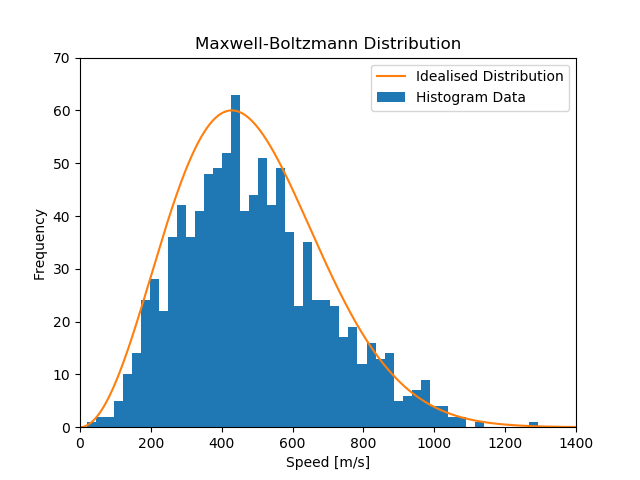 Maxwell-Boltzmann Distribution
Idealised Distribution
Histogram Data
Frequency
70
60
50
40
30
20
10
0
0 200 400 600 800 1000 1200 1400
Speed [m/s]